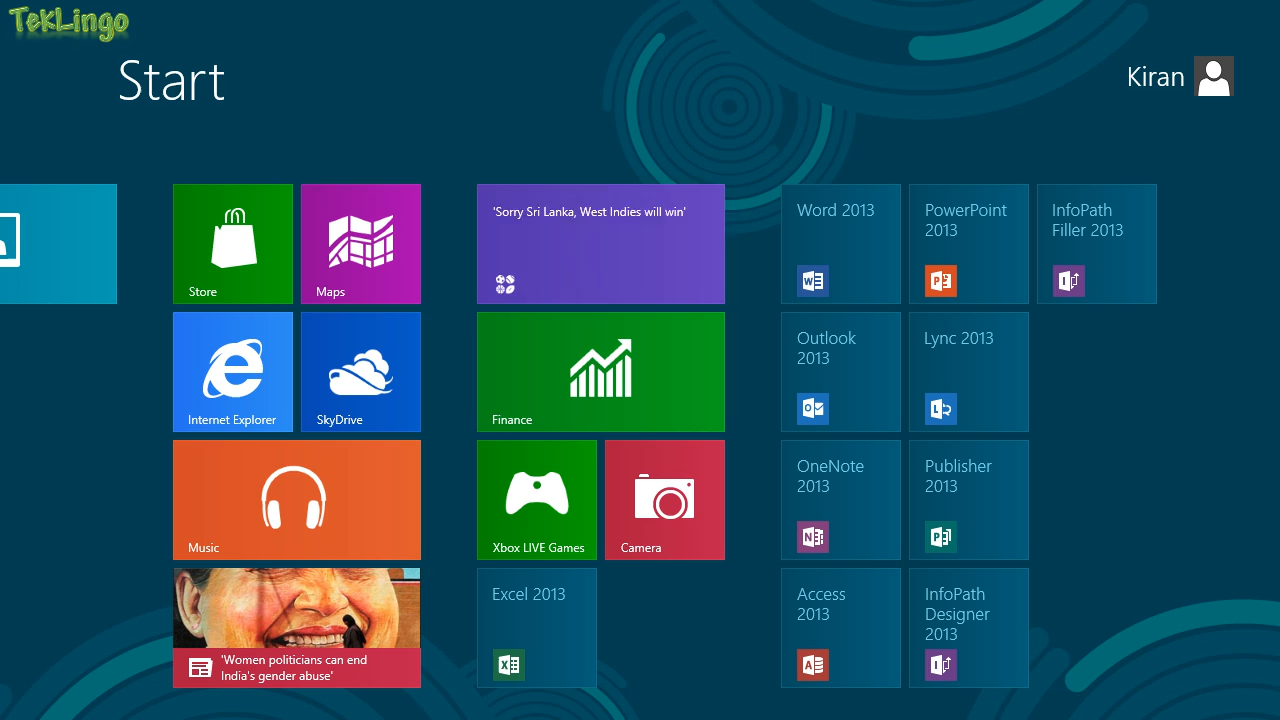 TekLingo
Start
Kiran
Store
Maps
Internet Explorer
SkyDrive
Music
'Women politicians can end
India's gender abuse'
'Sorry Sri Lanka, West Indies will win'
Finance
Xbox LIVE Games
Camera
Excel 2013
Word 2013
PowerPoint
2013
InfoPath
Filler 2013
Outlook
2013
Lync 2013
OneNote
2013
Publisher
2013
Access
2013
InfoPath
Designer
2013